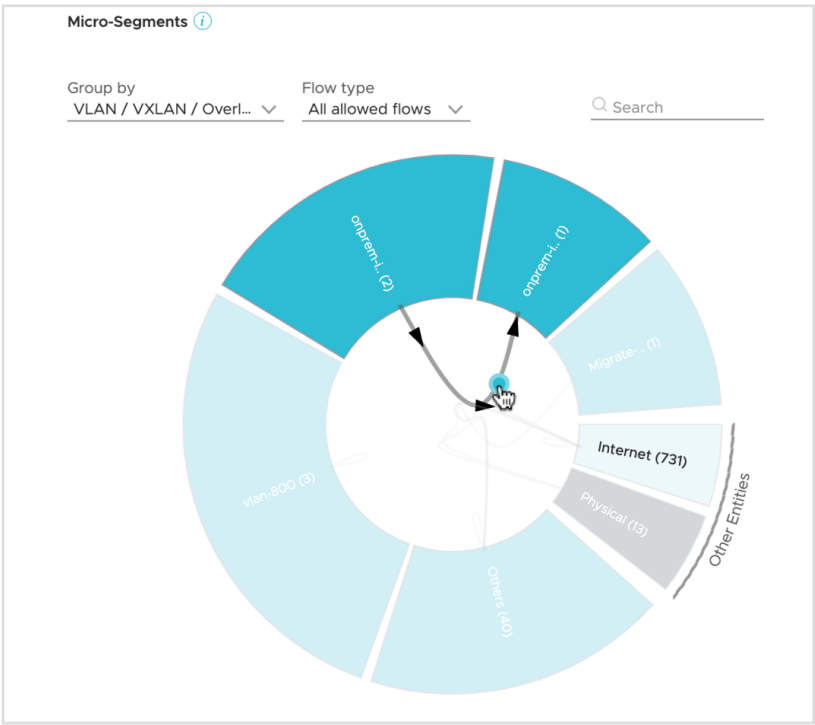 Micro-Segments
Group by
VLAN / VXLAN / Overl...
Flow type
All allowed flows
Search
onprem-i.. (2)
onprem-i.. (1)
Migrate-... (1)
Internet (731)
Physical (13)
Other Entities
Others (40)
vlan-800 (3)